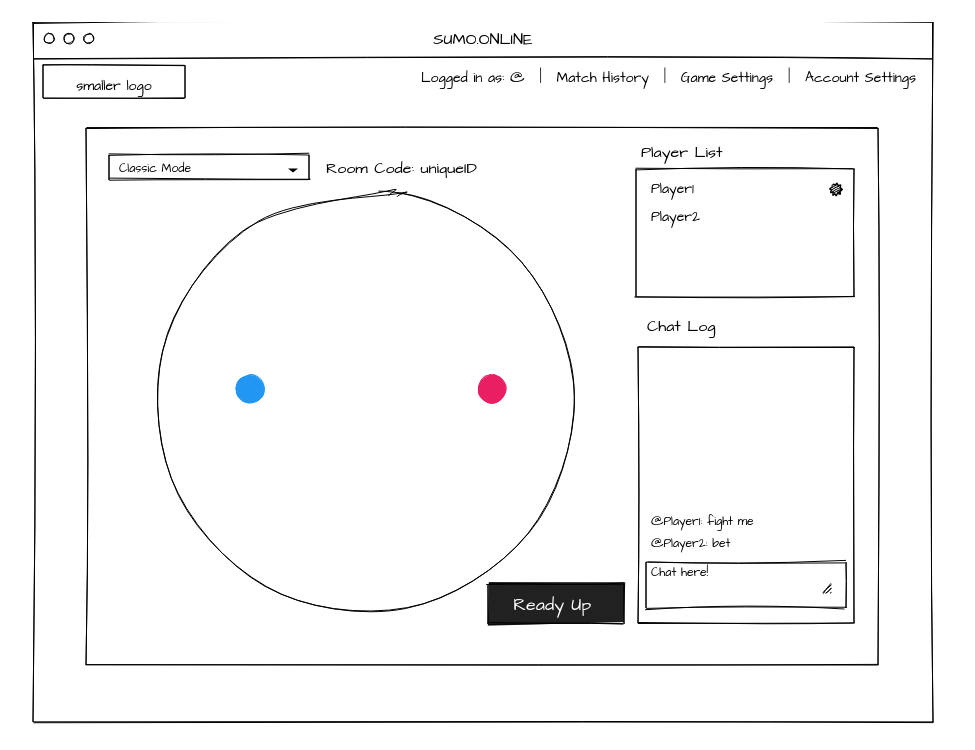 SUMO.ONLINE
smaller logo
Logged in as: @ | Match History | Game Settings | Account Settings
Classic Mode
Room Code: uniqueID
Player List
Player1
Player2
Chat Log
@Player1: fight me
@Player2: bet
Chat here!
Ready Up